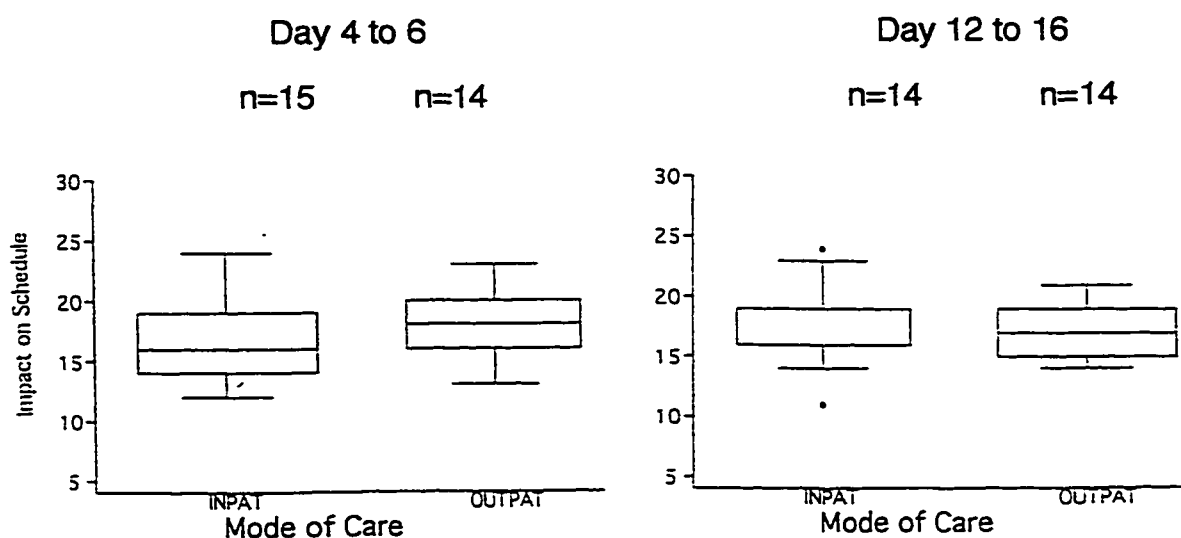 Day 4 to 6
n=15 n=14
Impact on Schedule
30
25
20
15
10
5
INPAT OUTPAT
Mode of Care
Day 12 to 16
n=14 n=14
30
25
20
15
10
5
INPAT OUTPAT
Mode of Care